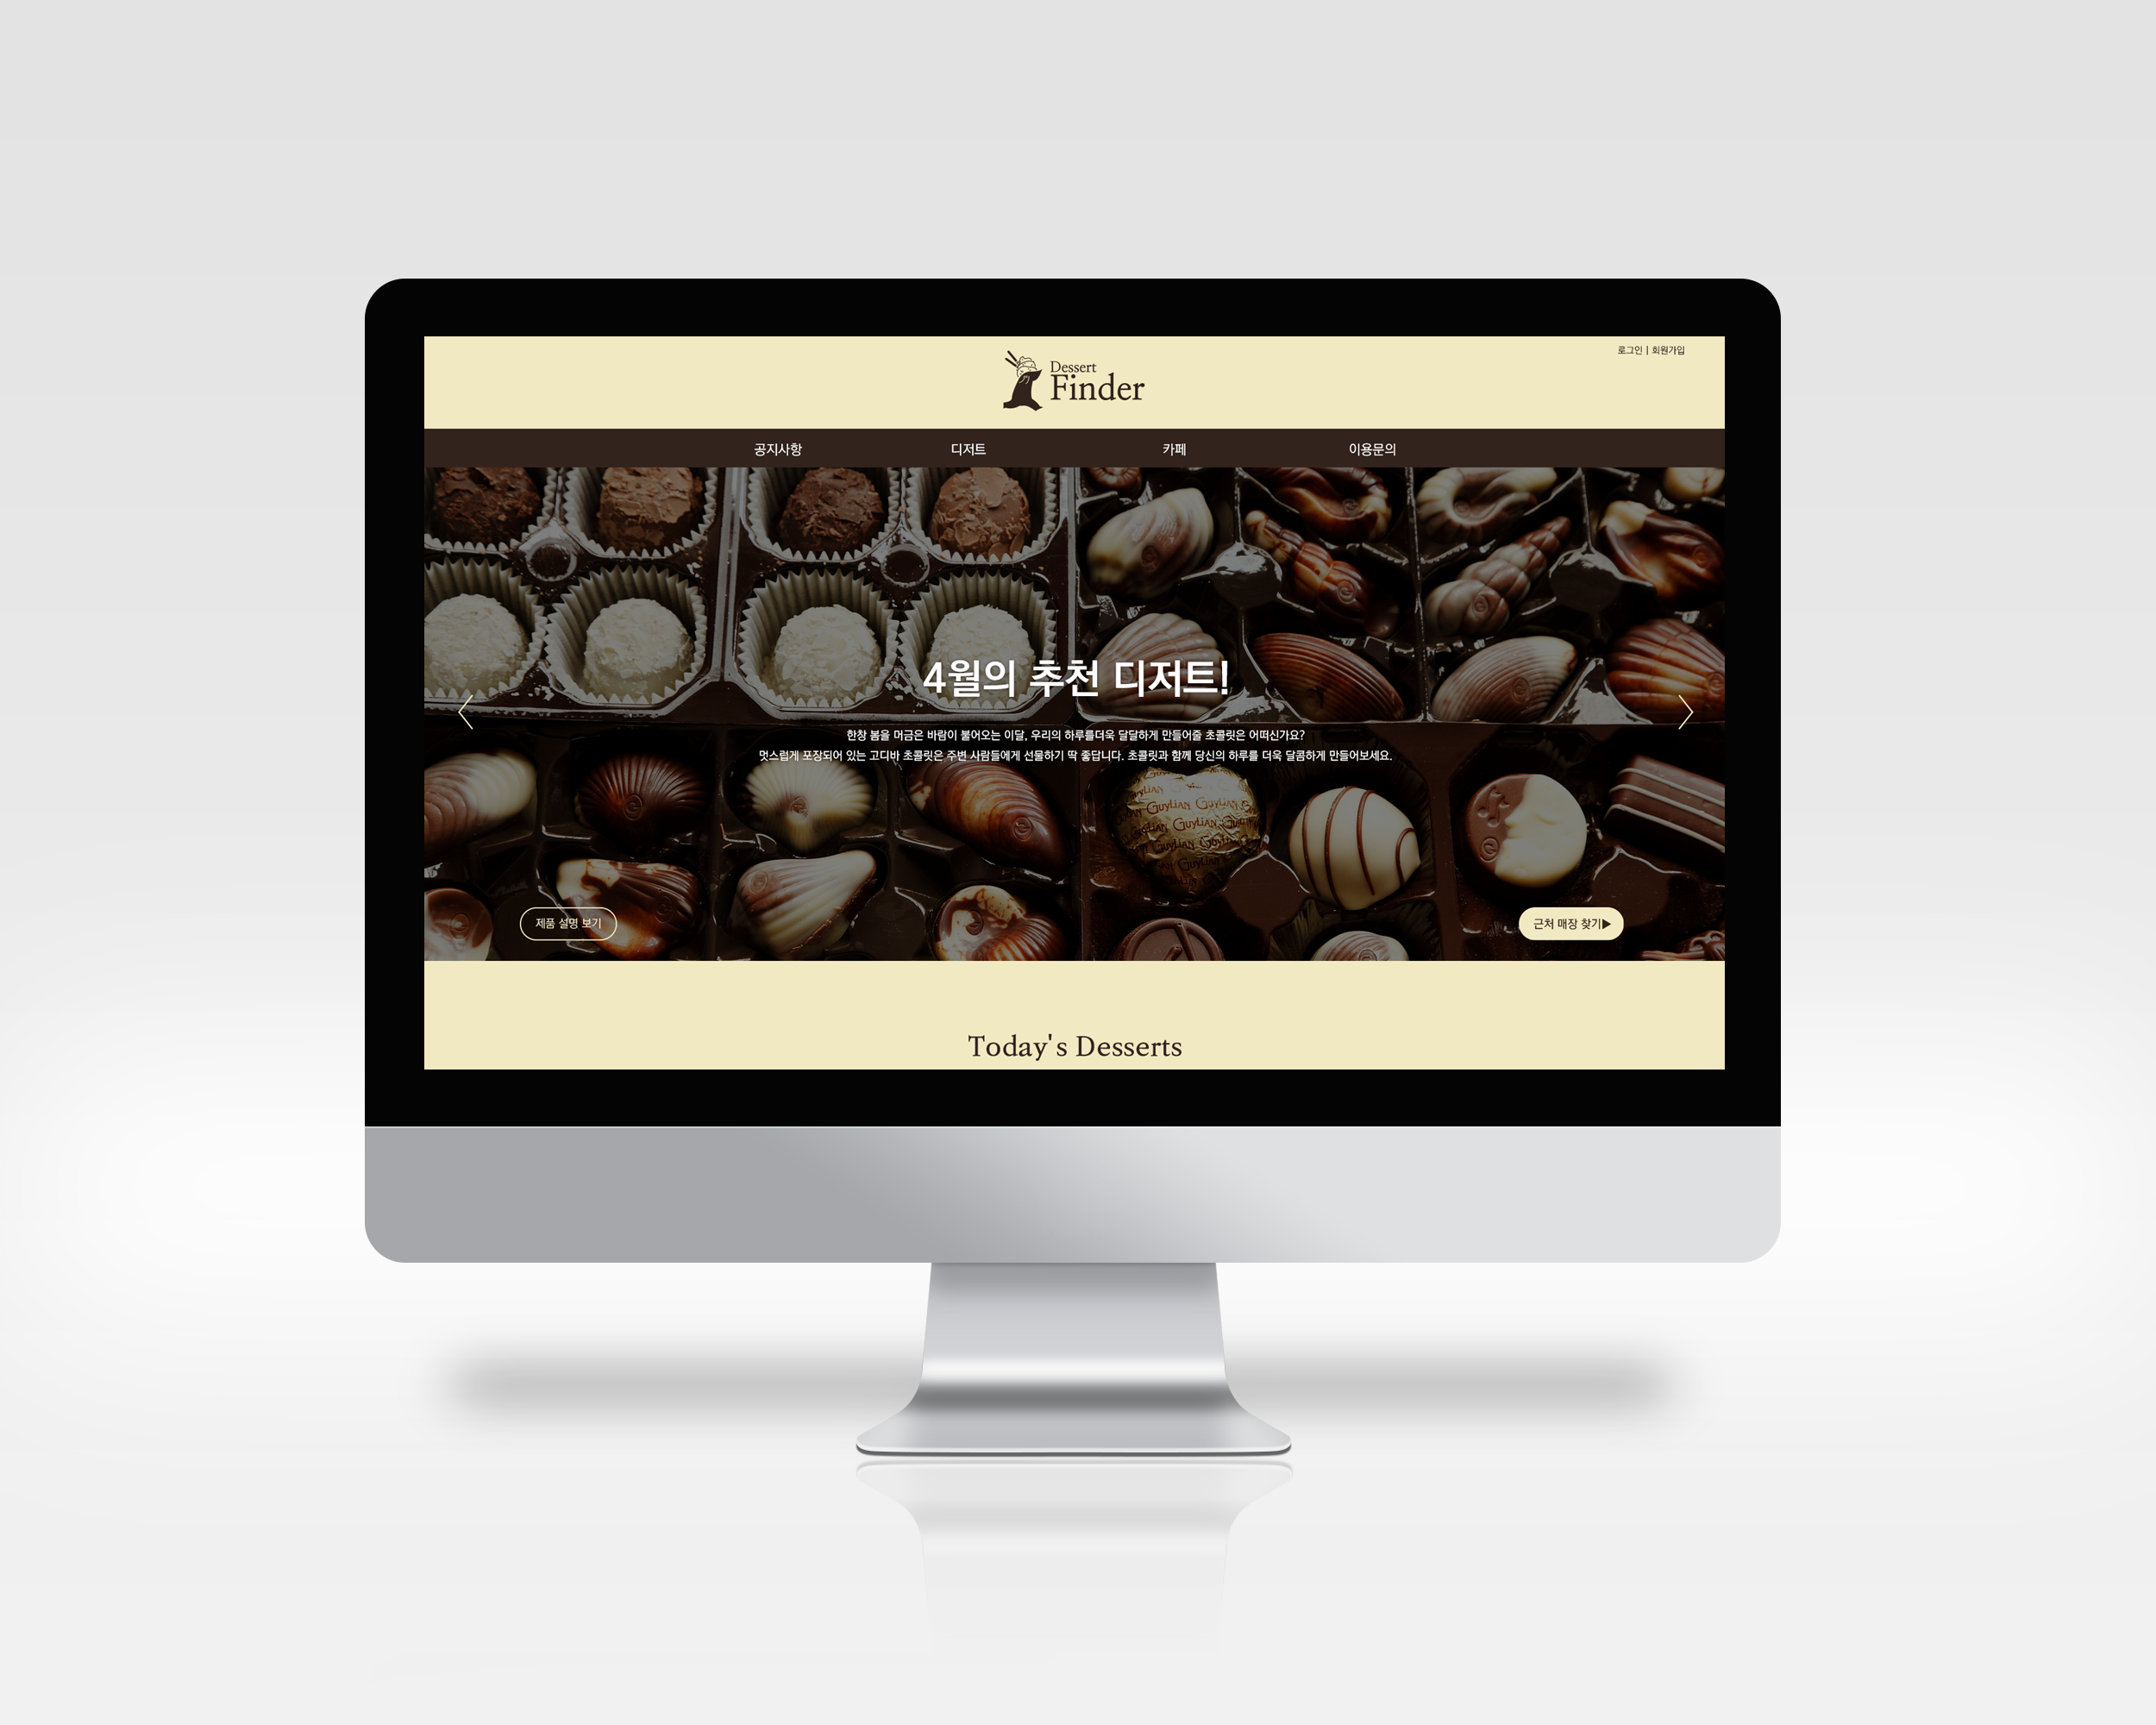 로그인 | 회원가입
Dessert
Finder
공지사항 디저트 카페 이용문의
4월의 추천 디저트!
한창 봄을 머금은 바람이 불어오는 이달, 우리의 하루를더욱 달달하게 만들어줄 초콜릿은 어떠신가요?
멋스럽게 포장되어 있는 고디바 초콜릿은 주변 사람들에게 선물하기 딱 좋답니다. 초콜릿과 함께 당신의 하루를 더욱 달콤하게 만들어보세요.
GUYLIAN
GUYLIAN GUYLIAN
GUYLIAN
제품 설명 보기
근처 매장 찾기▶
Today's Desserts